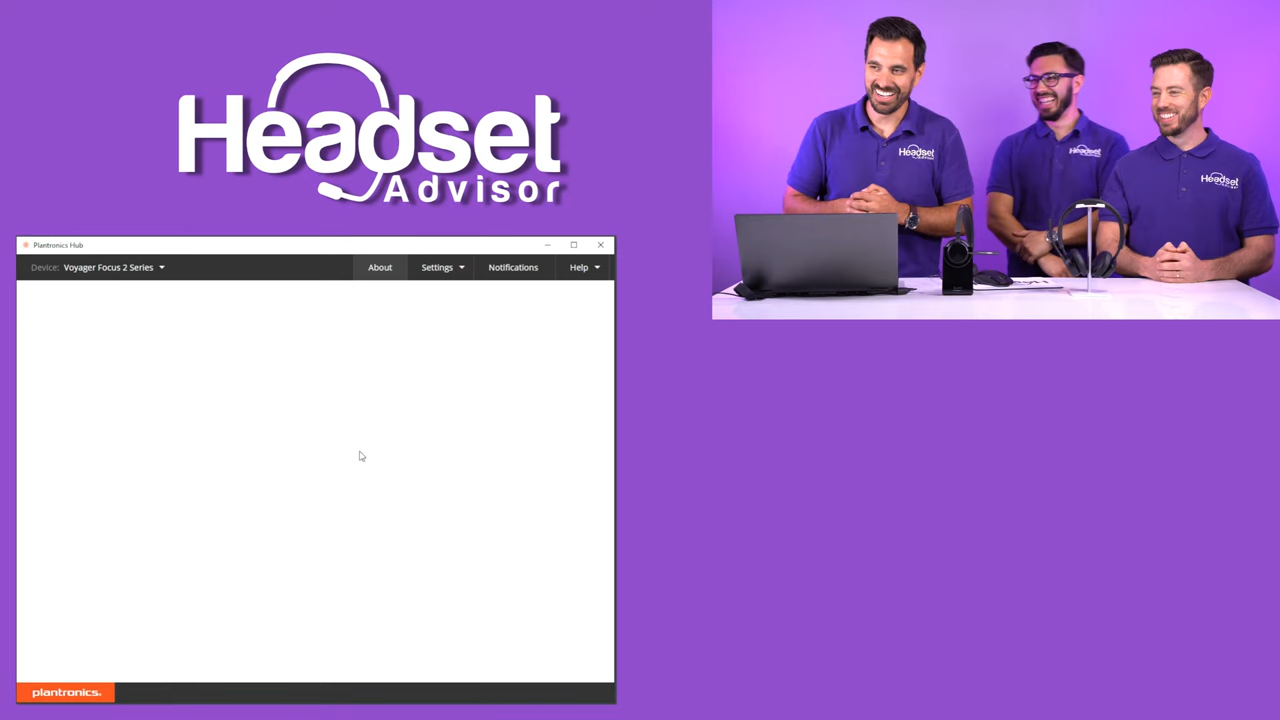 Headset
Advisor
Plantronics Hub
Device: Voyager Focus 2 Series
About
Settings
Notifications
Help
plantronics.
Headset
Headset
Headset